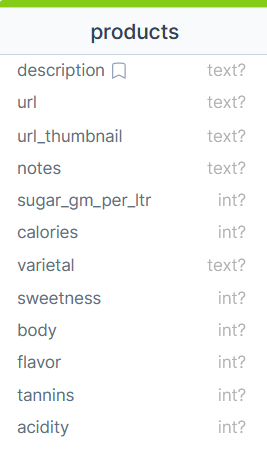 products
description text?
url text?
url_thumbnail text?
notes text?
sugar_gm_per_ltr int?
calories int?
varietal text?
sweetness int?
body int?
flavor int?
tannins int?
acidity int?